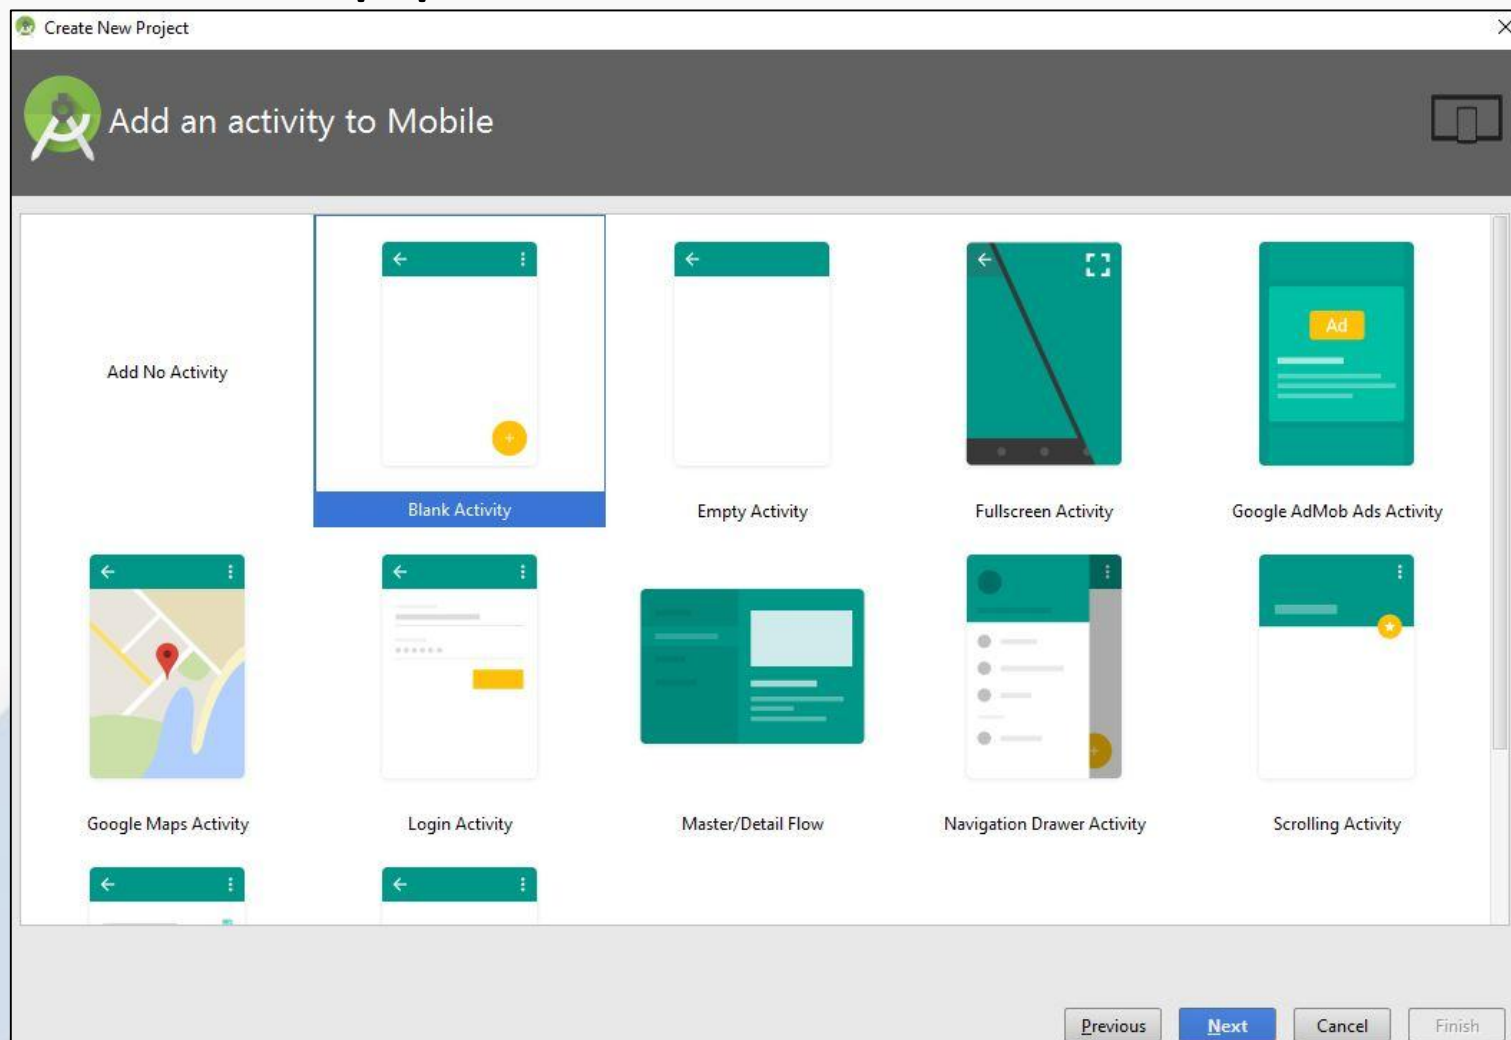 Create New Project
Add an activity to Mobile
Add No Activity
Ad
Blank Activity
Empty Activity
Fullscreen Activity
Google AdMob Ads Activity
Google Maps Activity
Login Activity
Master/Detail Flow
Navigation Drawer Activity
Scrolling Activity
Previous
Next
Cancel
Finish